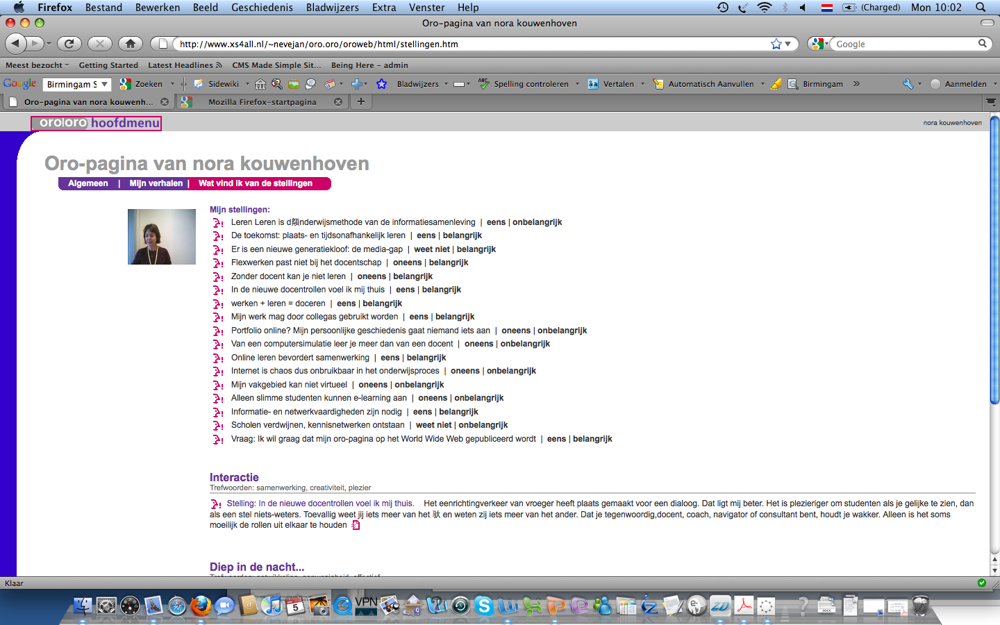 Firefox Bestand Bewerken Beeld Geschiedenis Bladwijzers Extra Venster Help (Charged) Mon 10:02
Oro-pagina van nora kouwenhoven
http://www.xs4all.nl/~nevejan/oro.oro/oroweb/html/stellingen.htm Google
Meest bezocht Getting Started Latest Headlines CMS Made Simple Sit... Being Here – admin
Google Birmingam S Zoeken Sidewiki Bladwijzers Spelling controleren Vertalen Automatisch Aanvullen Birmingam » Aanmelden
Oro-pagina van nora kouwenh... Mozilla Firefox-startpagina
oro|oro hoofdmenu nora kouwenhoven
Oro-pagina van nora kouwenhoven
Algemeen | Mijn verhalen | Wat vind ik van de stellingen
Mijn stellingen:
Leren Leren is d類nderwijsmethode van de informatiesamenleving | eens | onbelangrijk
De toekomst: plaats- en tijdsonafhankelijk leren | eens | belangrijk
Er is een nieuwe generatiekloof: de media-gap | weet niet | belangrijk
Flexwerken past niet bij het docentschap | oneens | belangrijk
Zonder docent kan je niet leren | oneens | belangrijk
In de nieuwe docentrollen voel ik mij thuis | eens | belangrijk
werken + leren = doceren | eens | belangrijk
Mijn werk mag door collegas gebruikt worden | eens | belangrijk
Portfolio online? Mijn persoonlijke geschiedenis gaat niemand iets aan | oneens | onbelangrijk
Van een computersimulatie leer je meer dan van een docent | oneens | onbelangrijk
Online leren bevordert samenwerking | eens | belangrijk
Internet is chaos dus onbruikbaar in het onderwijsproces | oneens | onbelangrijk
Mijn vakgebied kan niet virtueel | oneens | onbelangrijk
Alleen slimme studenten kunnen e-learning aan | oneens | onbelangrijk
Informatie- en netwerkvaardigheden zijn nodig | eens | belangrijk
Scholen verdwijnen, kennisnetwerken ontstaan | weet niet | onbelangrijk
Vraag: Ik wil graag dat mijn oro-pagina op het World Wide Web gepubliceerd wordt | eens | belangrijk
Interactie
Trefwoorden: samenwerking, creativiteit, plezier
Stelling: In de nieuwe docentrollen voel ik mij thuis. Het eenrichtingverkeer van vroeger heeft plaats gemaakt voor een dialoog. Dat ligt mij beter. Het is plezieriger om studenten als je gelijke te zien, dan
als een stel niets-weters. Toevallig weet jij iets meer van het en weten zij iets meer van het ander. Dat je tegenwoordig,docent, coach, navigator of consultant bent, houdt je wakker. Alleen is het soms
moeilijk de rollen uit elkaar te houden
Diep in de nacht...
Klaar
VPN